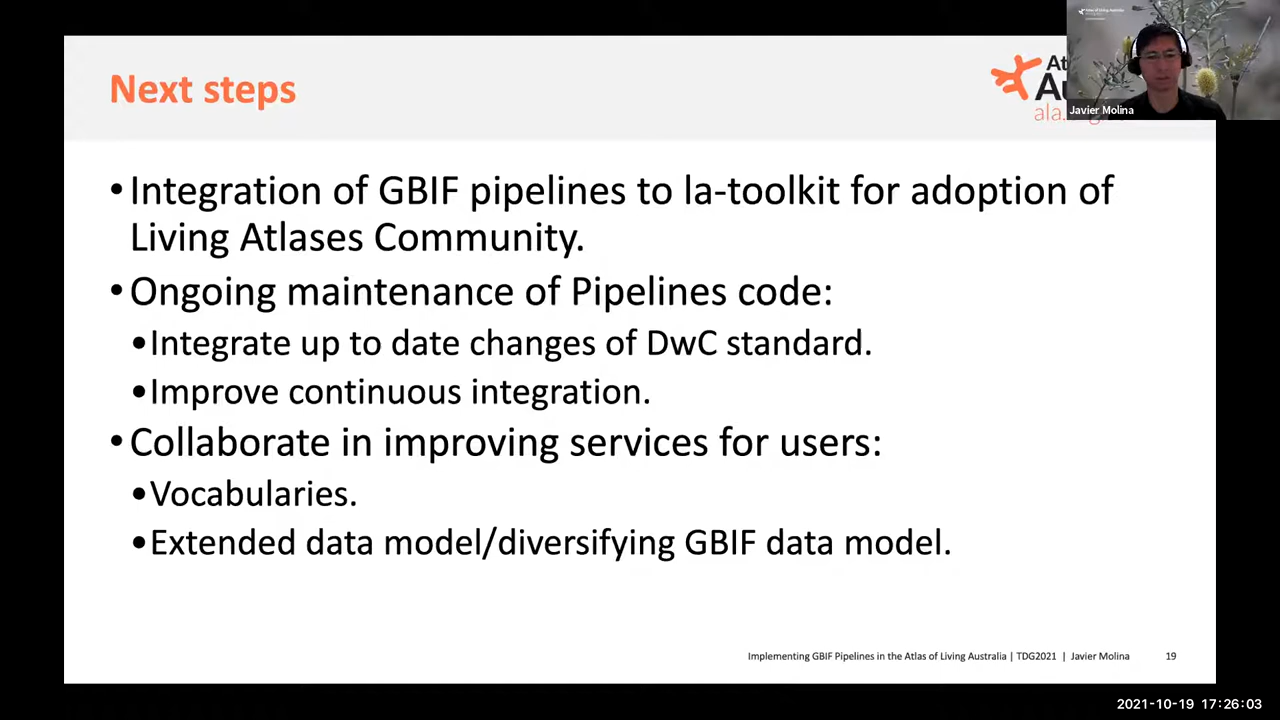 Next steps
ala.
Javier Molina
• Integration of GBIF pipelines to la-toolkit for adoption of
Living Atlases Community.
• Ongoing maintenance of Pipelines code:
•Integrate up to date changes of DwC standard.
•Improve continuous integration.
• Collaborate in improving services for users:
•Vocabularies.
•Extended data model/diversifying GBIF data model.
Implementing GBIF Pipelines in the Atlas of Living Australia | TDG2021 | Javier Molina 19
2021-10-19 17:26:03